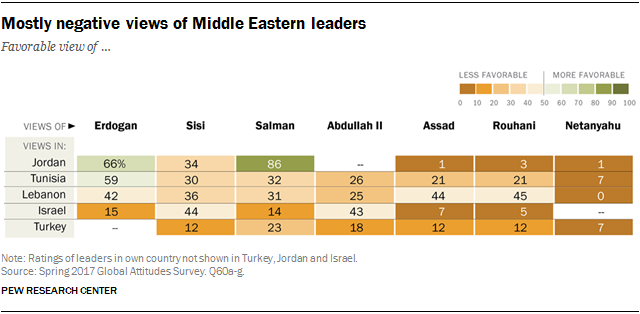 Mostly negative views of Middle Eastern leaders
Favorable view of ...
LESS FAVORABLE MORE FAVORABLE
0 10 20 30 40 50 60 70 80 90 100
VIEWS OF ► Erdogan Sisi Salman Abdullah II Assad Rouhani Netanyahu
VIEWS IN:
Jordan 66% 34 86 -- 1 3 1
Tunisia 59 30 32 26 21 21 7
Lebanon 42 36 31 25 44 45 0
Israel 15 44 14 43 7 5 --
Turkey -- 12 23 18 12 12 7
Note: Ratings of leaders in own country not shown in Turkey, Jordan and Israel.
Source: Spring 2017 Global Attitudes Survey. Q60a-g.
PEW RESEARCH CENTER